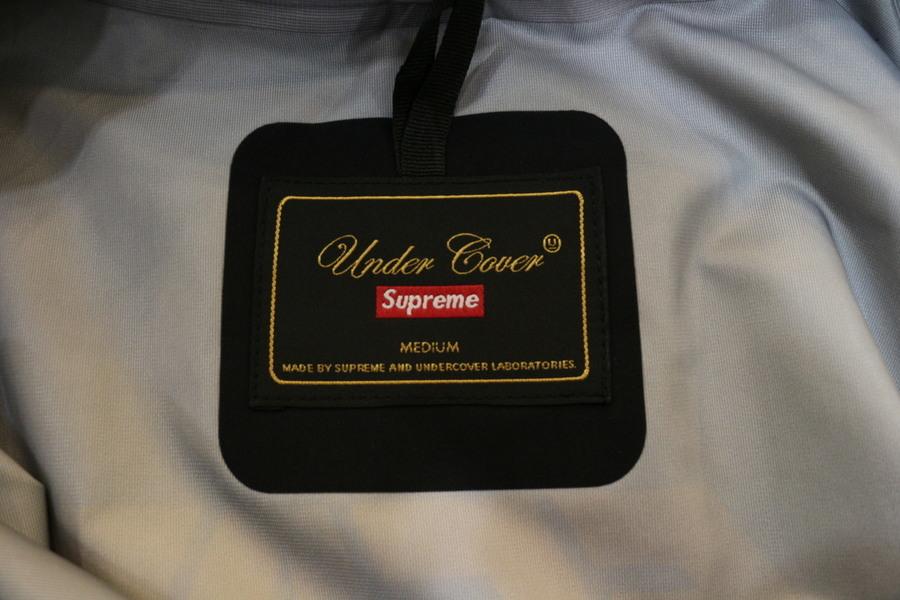 Under Cover U
Supreme
MEDIUM
MADE BY SUPREME AND UNDERCOVER LABORATORIES.